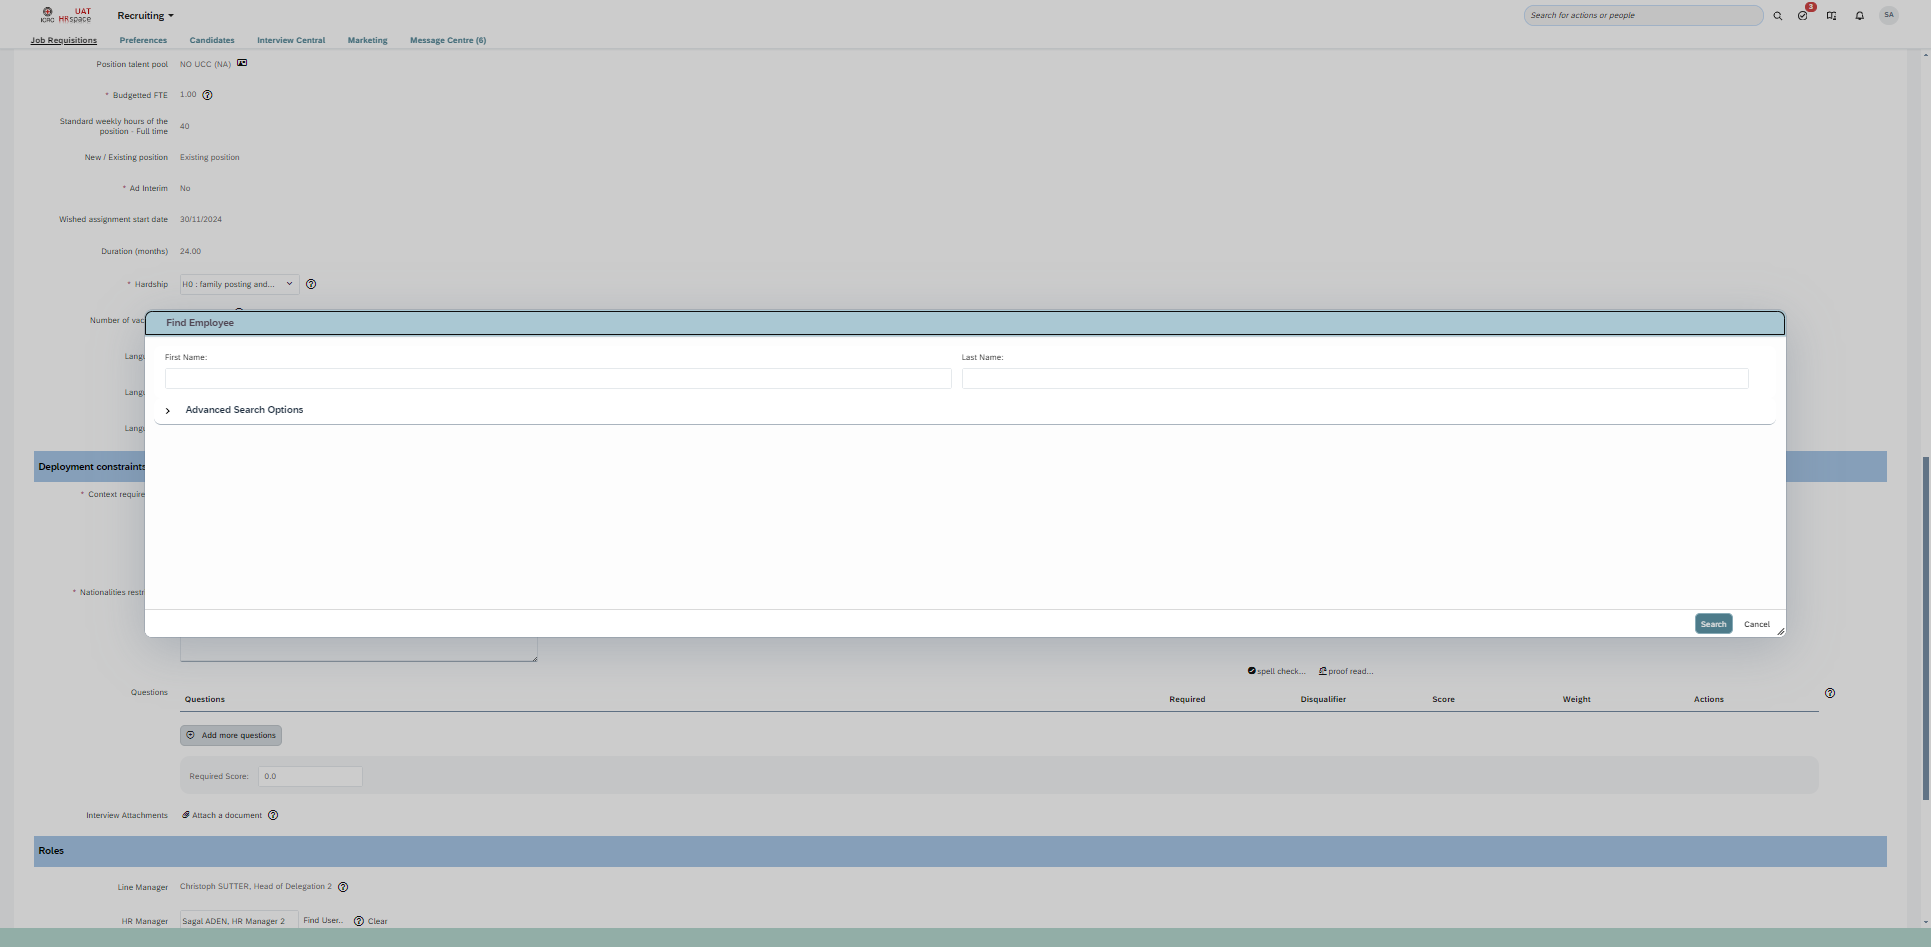 UAT
ICRC HRspace
Recruiting
Search for actions or people
3
SA
Job Requisitions Preferences Candidates Interview Central Marketing Message Centre (6)
Position talent pool NO UCC (NA)
* Budgetted FTE 1.00
Standard weekly hours of the
position - Full time 40
New / Existing position Existing position
* Ad Interim No
Wished assignment start date 30/11/2024
Duration (months) 24.00
* Hardship H0 : family posting and...
Number of vac
Find Employee
First Name: Last Name:
Langu
Langu
Advanced Search Options
Langu
Deployment constraints
* Context require
* Nationalities restr
Search Cancel
spell check... proof read...
Questions Questions Required Disqualifier Score Weight Actions
Add more questions
Required Score: 0.0
Interview Attachments Attach a document
Roles
Line Manager Christoph SUTTER, Head of Delegation 2
HR Manager Sagal ADEN, HR Manager 2 Find User.. Clear